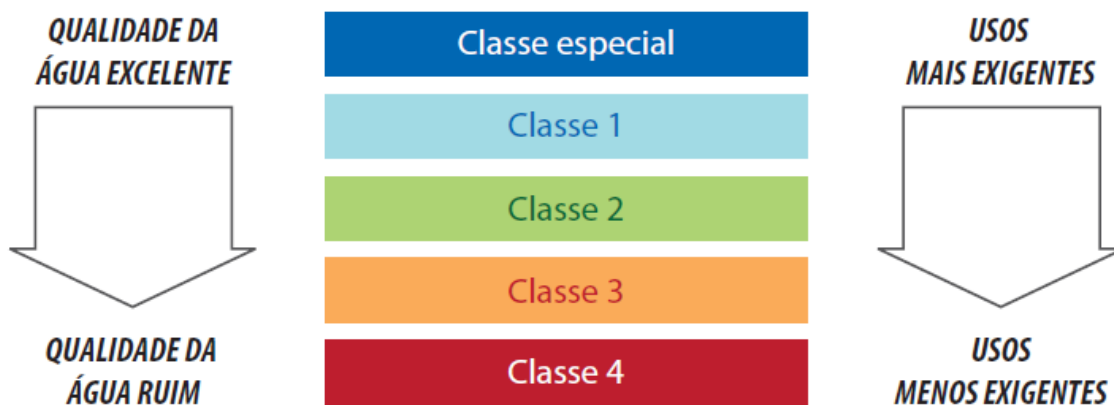 QUALIDADE DA
ÁGUA EXCELENTE
Classe especial
USOS
MAIS EXIGENTES
Classe 1
Classe 2
Classe 3
QUALIDADE DA
ÁGUA RUIM
Classe 4
USOS
MENOS EXIGENTES